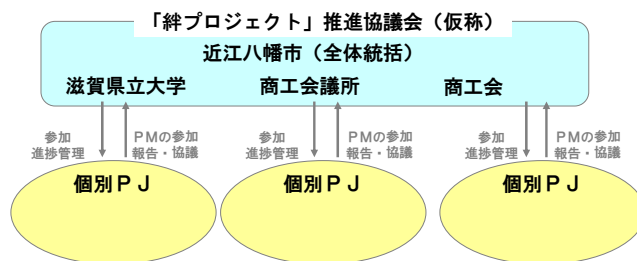 「絆プロジェクト」推進協議会（仮称）
近江八幡市（全体統括）
滋賀県立大学　商工会議所　商工会
参加
進捗管理
ＰＭの参加
報告・協議
参加
進捗管理
ＰＭの参加
報告・協議
参加
進捗管理
ＰＭの参加
報告・協議
個別ＰＪ　個別ＰＪ　個別ＰＪ